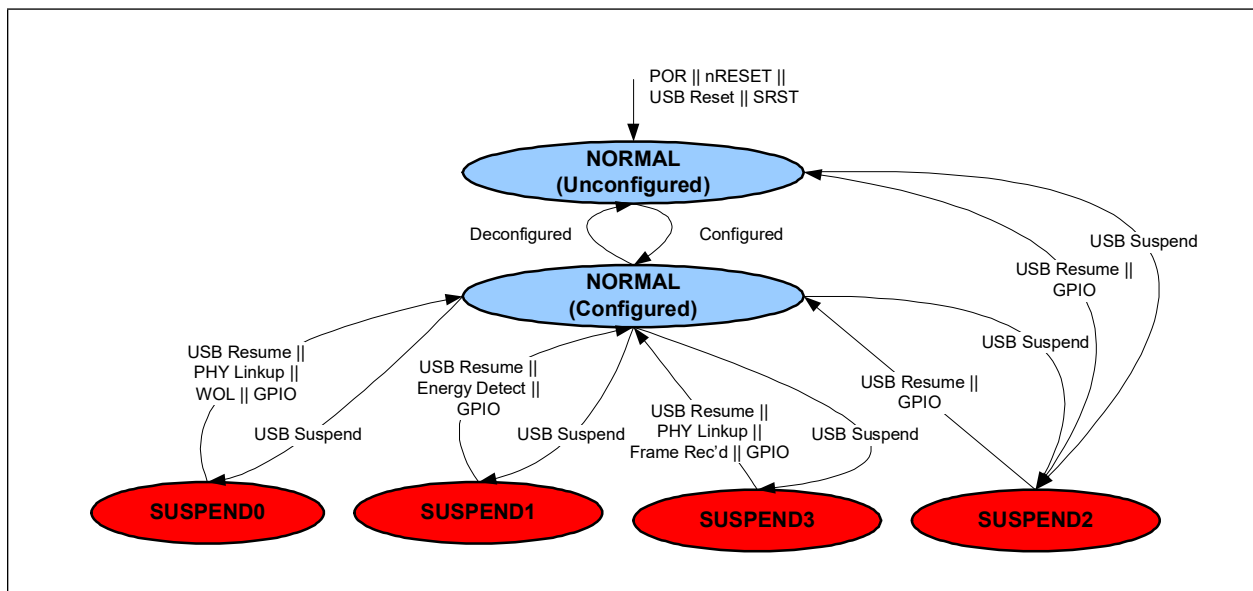 POR || nRESET ||
USB Reset || SRST
NORMAL
(Unconfigured)
Deconfigured
Configured
USB Suspend
USB Resume ||
GPIO
NORMAL
(Configured)
USB Resume ||
PHY Linkup ||
WOL || GPIO
USB Suspend
USB Resume ||
Energy Detect ||
GPIO
USB Suspend
USB Resume ||
PHY Linkup ||
Frame Rec'd || GPIO
USB Suspend
USB Resume ||
GPIO
USB Suspend
SUSPEND0
SUSPEND1
SUSPEND3
SUSPEND2